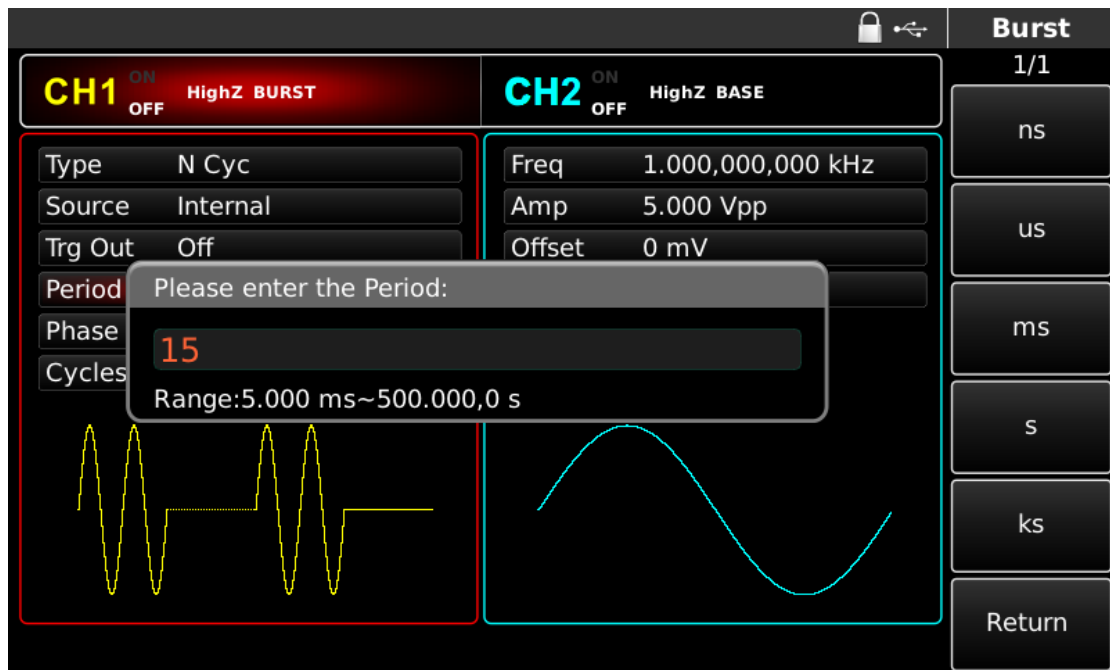 Burst
1/1
CH1 ON OFF HighZ BURST
CH2 ON OFF HighZ BASE
Type N Cyc
Source Internal
Trg Out Off
Period
Phase
Cycles
Freq 1.000,000,000 kHz
Amp 5.000 Vpp
Offset 0 mV
Please enter the Period:
15
Range:5.000 ms~500.000,0 s
ns
us
ms
s
ks
Return